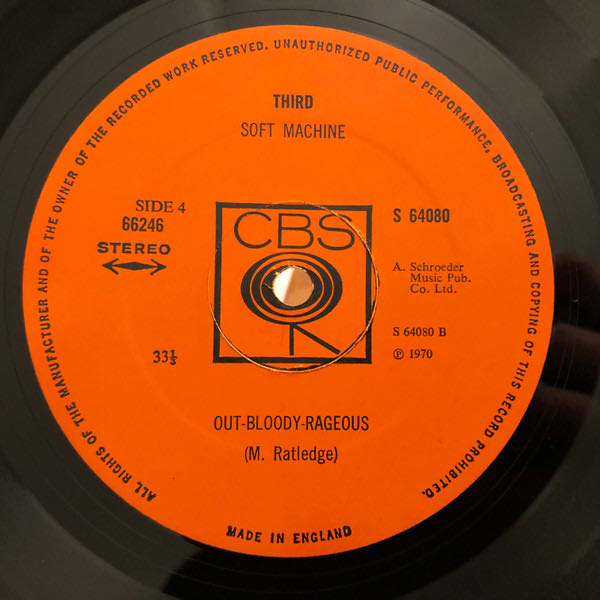 ALL RIGHTS OF THE MANUFACTURER AND OF THE OWNER OF THE RECORDED WORK RESERVED. UNAUTHORIZED PUBLIC PERFORMANCE, BROADCASTING AND COPYING OF THIS RECORD PROHIBITED.
THIRD
SOFT MACHINE
SIDE 4
66246
STEREO
CBS
S 64080
A. Schroeder
Music Pub.
Co. Ltd.
33⅓
S 64080 B
℗ 1970
OUT-BLOODY-RAGEOUS
(M. Ratledge)
MADE IN ENGLAND